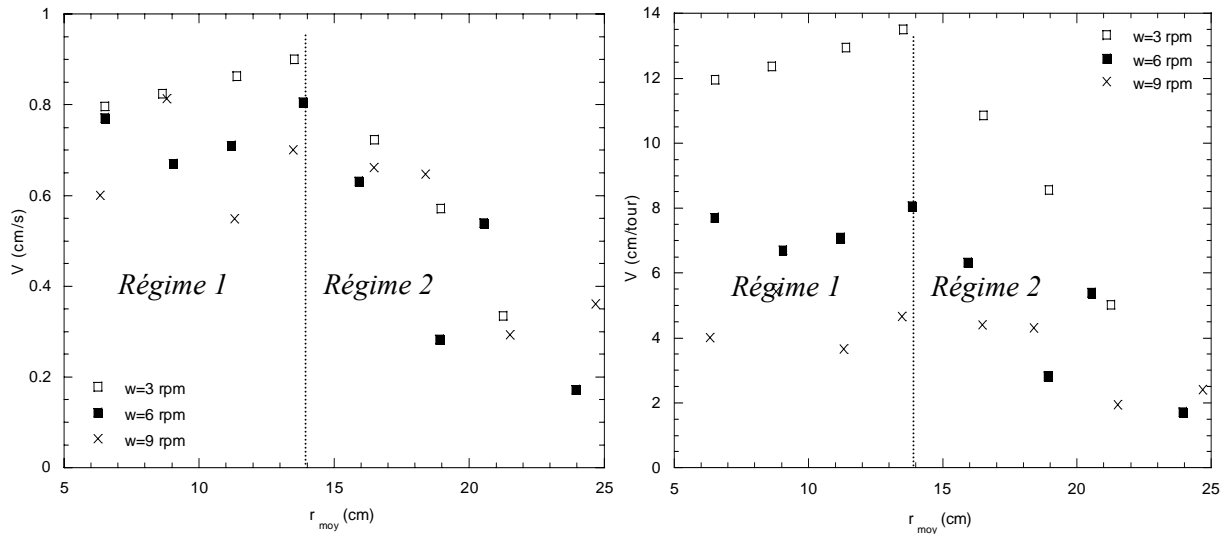 1
0.8
0.6
0.4
0.2
0
V (cm/s)
5
10
15
20
25
r moy (cm)
Régime 1
Régime 2
w=3 rpm
w=6 rpm
w=9 rpm
14
12
10
8
6
4
2
0
V (cm/tour)
5
10
15
20
25
r moy (cm)
Régime 1
Régime 2
w=3 rpm
w=6 rpm
w=9 rpm